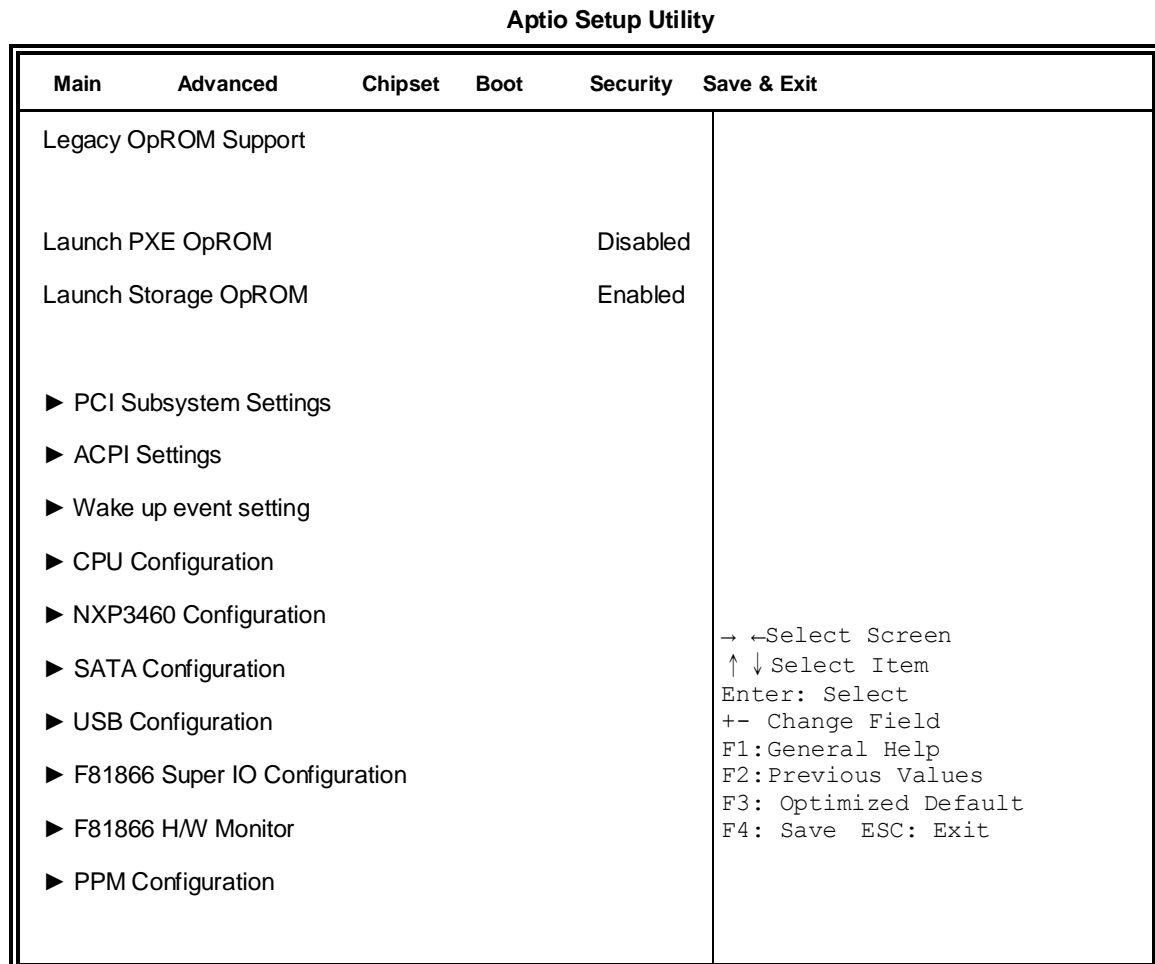 Aptio Setup Utility
Main Advanced Chipset Boot Security Save & Exit
Legacy OpROM Support
Launch PXE OpROM Disabled
Launch Storage OpROM Enabled
► PCI Subsystem Settings
► ACPI Settings
► Wake up event setting
► CPU Configuration
► NXP3460 Configuration
► SATA Configuration
► USB Configuration
► F81866 Super IO Configuration
► F81866 H/W Monitor
► PPM Configuration
→ ←Select Screen
↑↓Select Item
Enter: Select
+- Change Field
F1:General Help
F2:Previous Values
F3: Optimized Default
F4: Save ESC: Exit